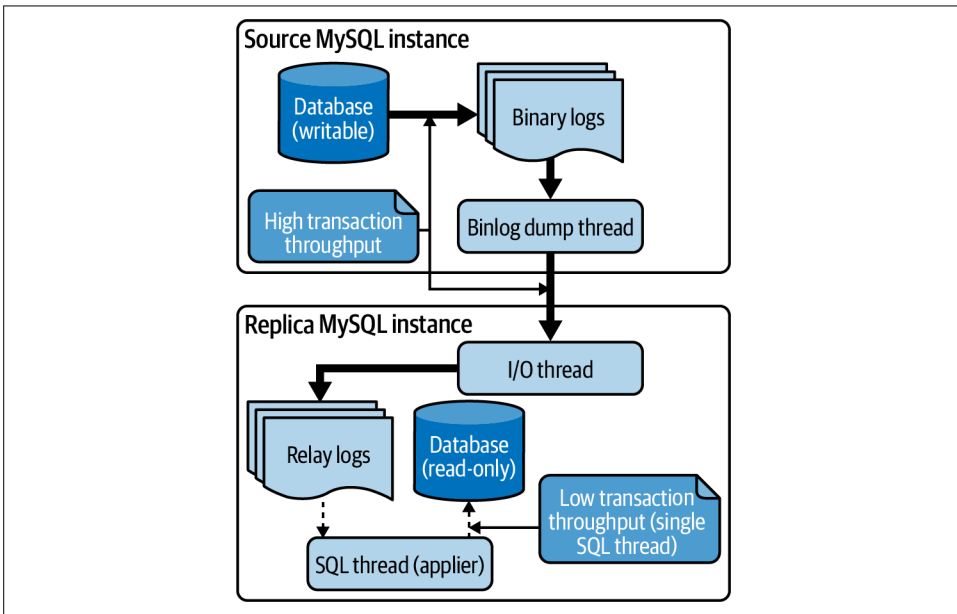 Source MySQL instance
Database
(writable)
Binary logs
High transaction
throughput
Binlog dump thread
Replica MySQL instance
I/O thread
Relay logs
Database
(read-only)
Low transaction
throughput (single
SQL thread)
SQL thread (applier)